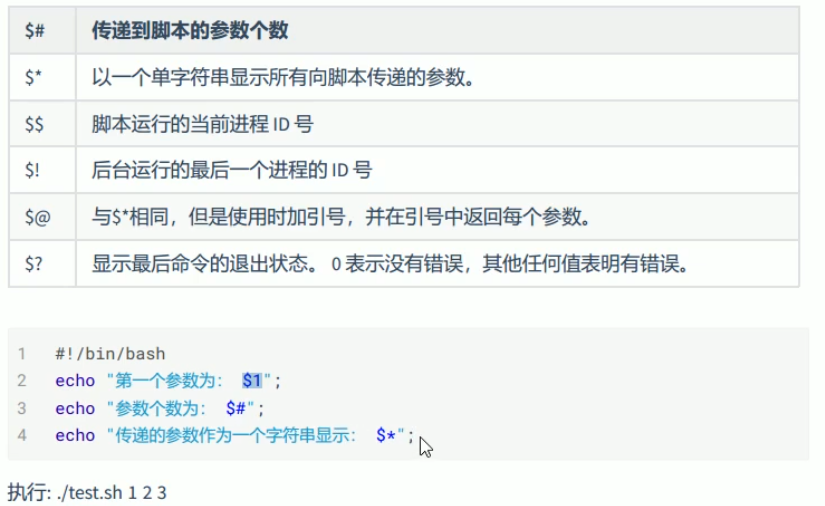 $# 传递到脚本的参数个数
$* 以一个单字符串显示所有向脚本传递的参数。
$$ 脚本运行的当前进程 ID 号
$! 后台运行的最后一个进程的 ID 号
$@ 与$*相同，但是使用时加引号，并在引号中返回每个参数。
$? 显示最后命令的退出状态。 0 表示没有错误，其他任何值表明有错误。
1 #!/bin/bash
2 echo "第一个参数为： $1";
3 echo "参数个数为： $#";
4 echo "传递的参数作为一个字符串显示： $*";
执行: ./test.sh 1 2 3